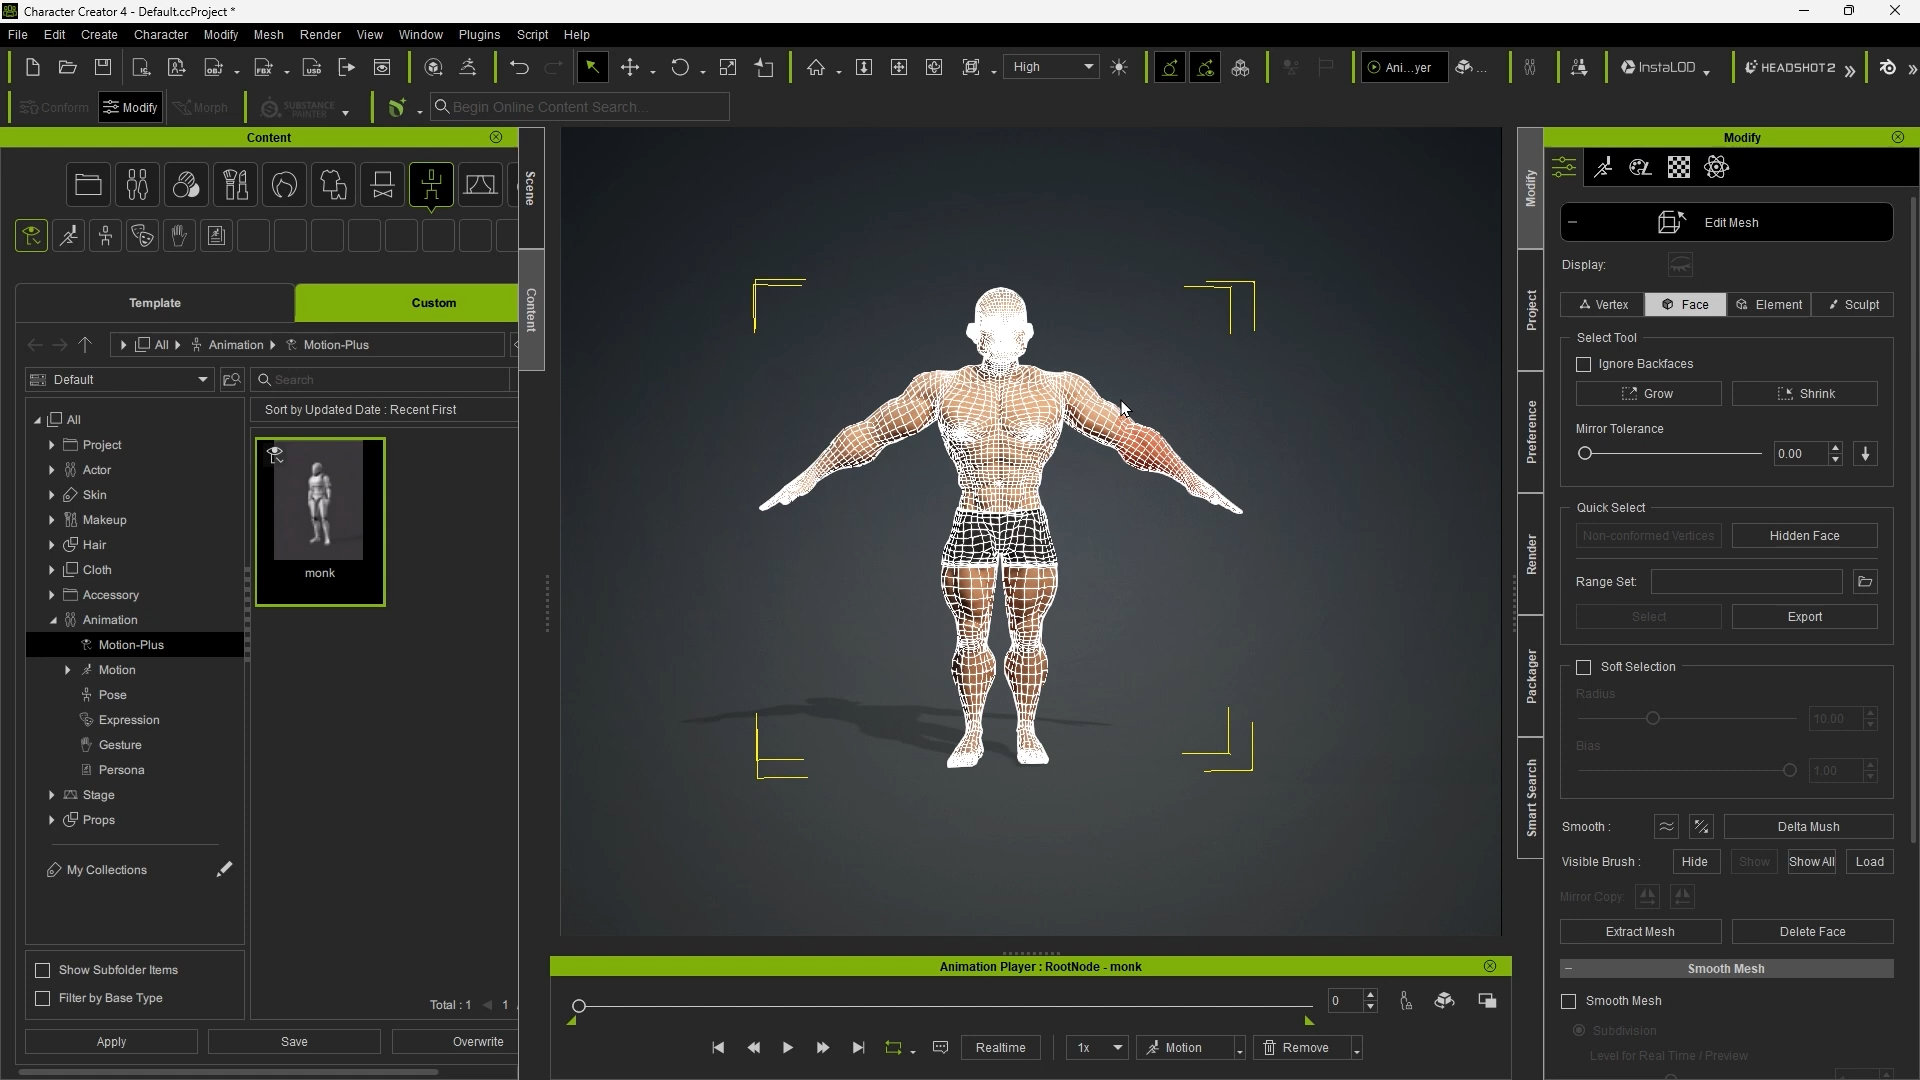 Character Creator 4 - Default.ccProject *
File Edit Create Character Modify Mesh Render View Window Plugins Script Help
High
Ani...yer
...
InstaLOD
HEADSHOT2
Conform
Modify
Morph
SUBSTANCE PAINTER
Begin Online Content Search...
Content
Scene
Content
Template
Custom
All
Animation
Motion-Plus
Default
Search
Sort by Updated Date : Recent First
All
Project
Actor
Skin
Makeup
Hair
Cloth
Accessory
Animation
Motion-Plus
Motion
Pose
Expression
Gesture
Persona
Stage
Props
My Collections
monk
Show Subfolder Items
Filter by Base Type
Total : 1
1
Apply
Save
Overwrite
Animation Player : RootNode - monk
0
Realtime
1x
Motion
Remove
Modify
Project
Preference
Render
Packager
Smart Search
Modify
Edit Mesh
Display:
Vertex
Face
Element
Sculpt
Select Tool
Ignore Backfaces
Grow
Shrink
Mirror Tolerance
0.00
Quick Select
Non-conformed Vertices
Hidden Face
Range Set:
Select
Export
Soft Selection
Radius
10.00
Bias
1.00
Smooth :
Delta Mush
Visible Brush :
Hide
Show
Show All
Load
Mirror Copy:
Extract Mesh
Delete Face
Smooth Mesh
Smooth Mesh
Subdivision
Level for Real Time / Preview